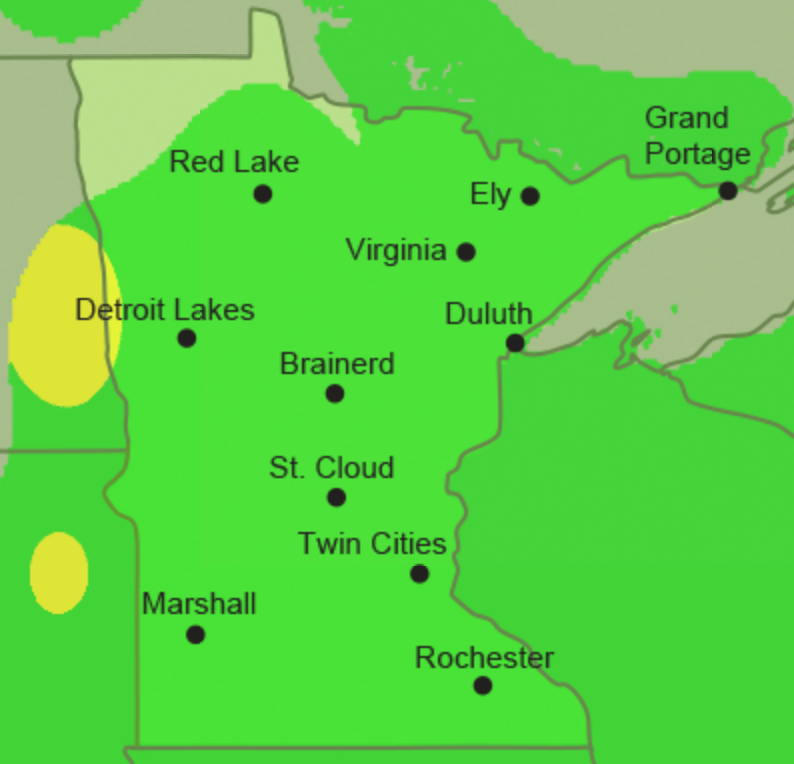 Grand
Portage
Red Lake
Ely
Virginia
Detroit Lakes
Duluth
Brainerd
St. Cloud
Twin Cities
Marshall
Rochester